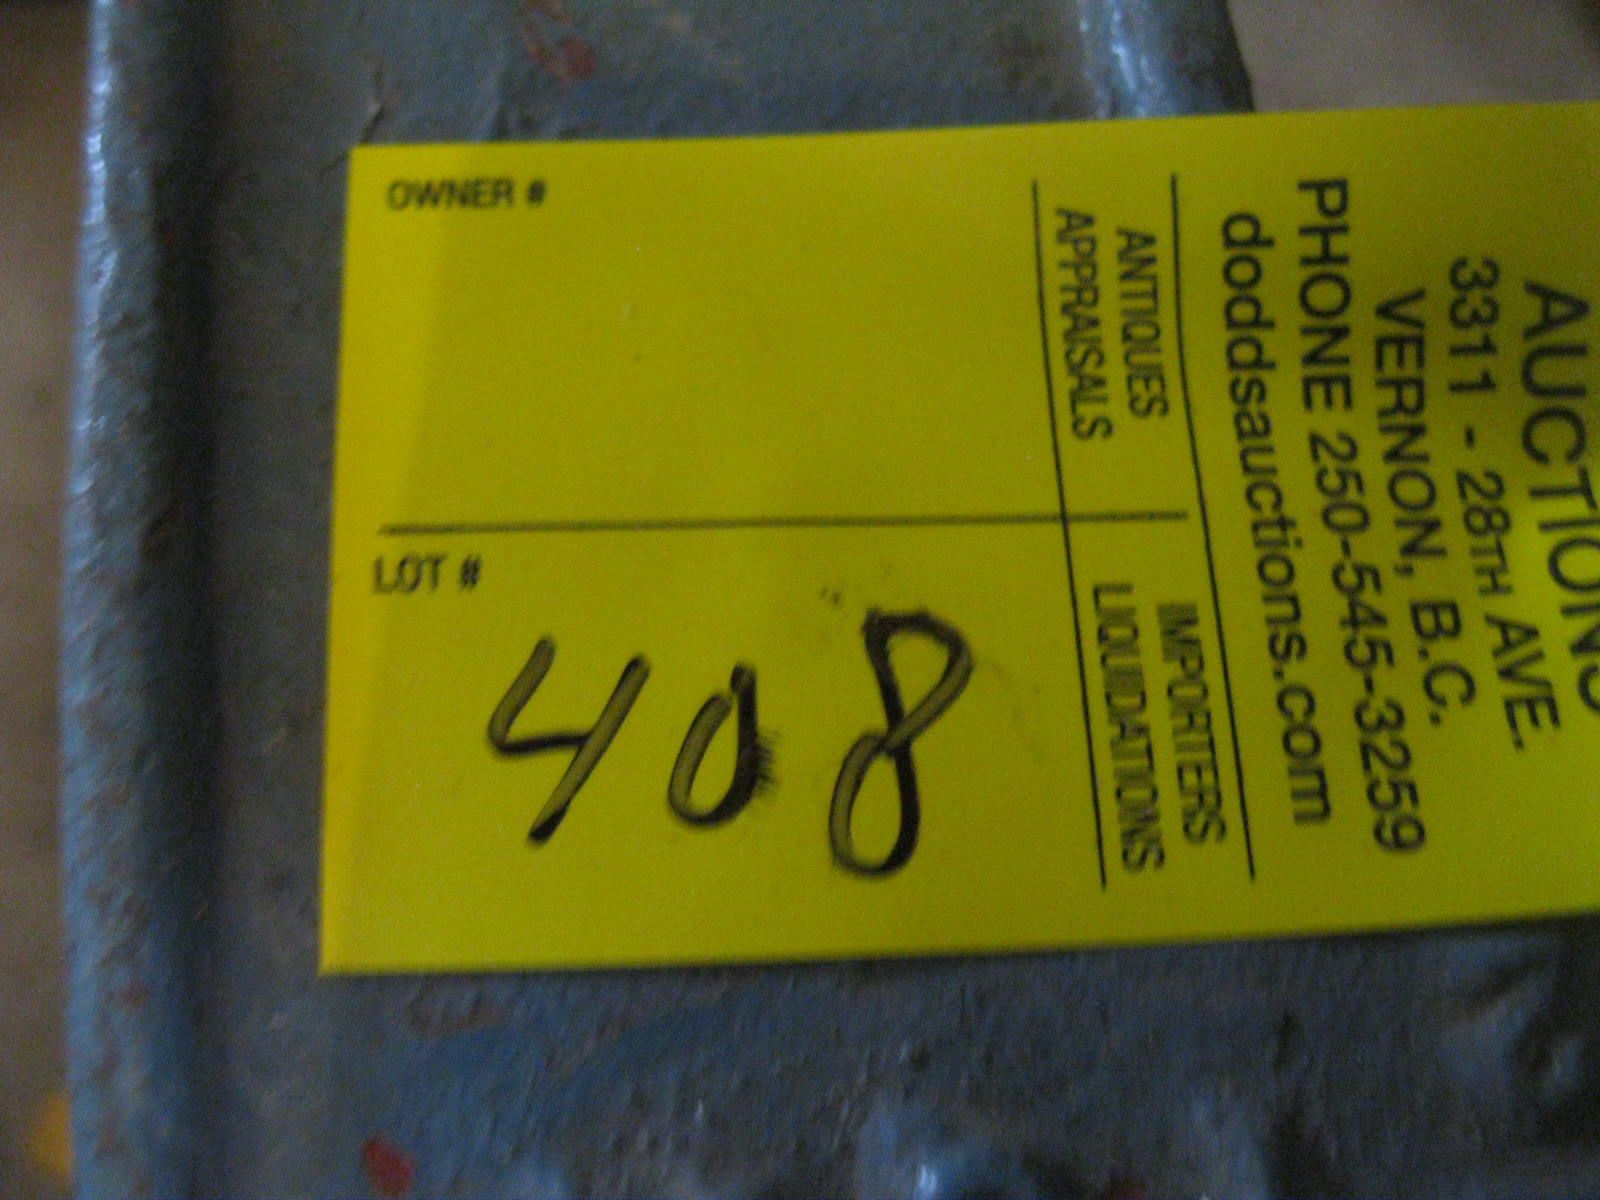 AUCTIONS
3311 - 28TH AVE.
VERNON, B.C.
PHONE 250-545-3259
doddsauctions.com
ANTIQUES IMPORTERS
APPRAISALS LIQUIDATIONS
OWNER #
LOT #
408